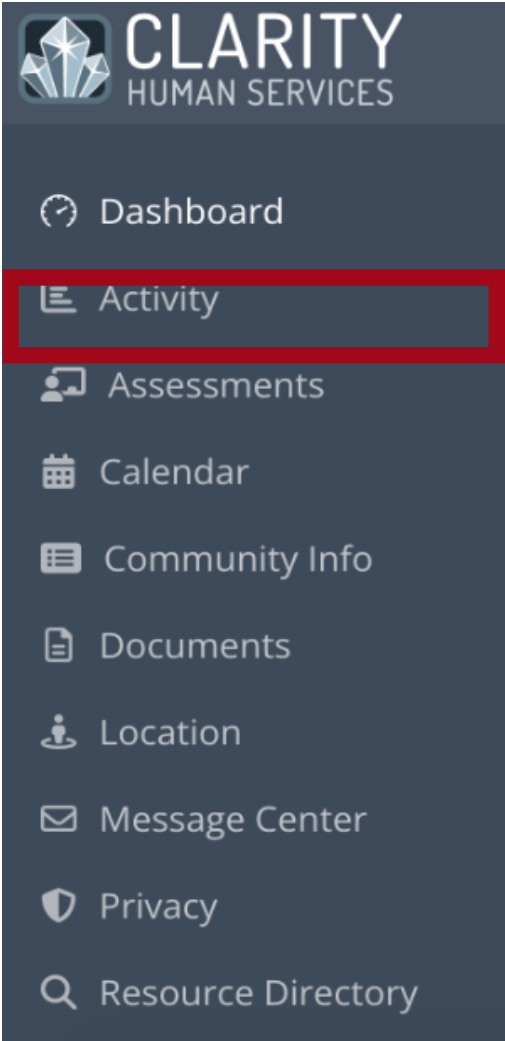 CLARITY
HUMAN SERVICES
Dashboard
Activity
Assessments
Calendar
Community Info
Documents
Location
Message Center
Privacy
Resource Directory